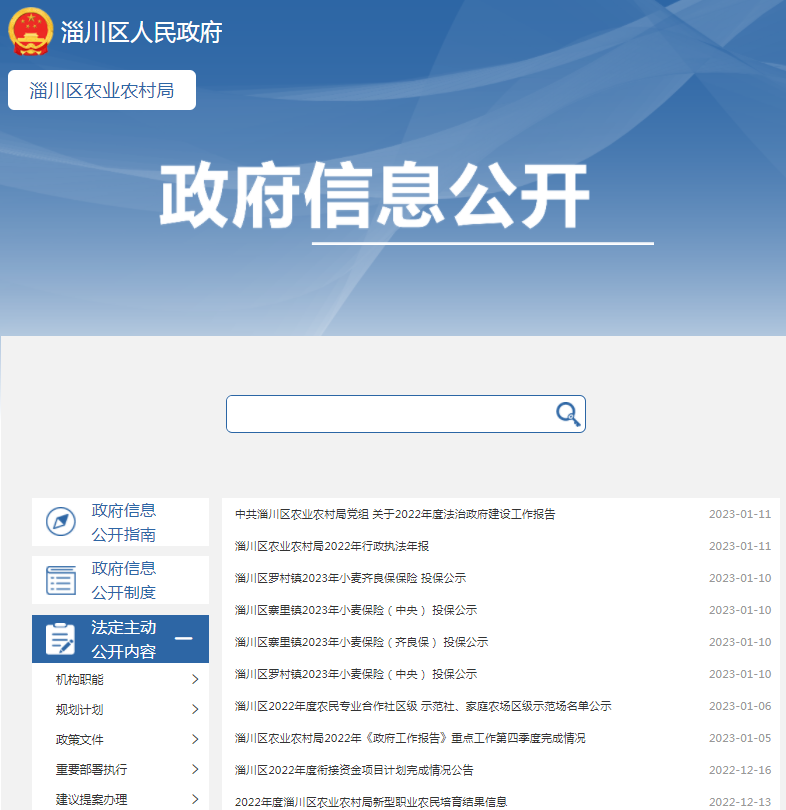 淄川区人民政府
淄川区农业农村局
政府信息公开
政府信息
公开指南
政府信息
公开制度
法定主动
公开内容
机构职能
规划计划
政策文件
重要部署执行
建议提案办理
中共淄川区农业农村局党组 关于2022年度法治政府建设工作报告 2023-01-11
淄川区农业农村局2022年行政执法年报 2023-01-11
淄川区罗村镇2023年小麦齐良保保险 投保公示 2023-01-10
淄川区寨里镇2023年小麦保险（中央 ） 投保公示 2023-01-10
淄川区寨里镇2023年小麦保险（齐良保 ） 投保公示 2023-01-10
淄川区罗村镇2023年小麦保险（中央 ） 投保公示 2023-01-10
淄川区2022年度农民专业合作社区级 示范社、家庭农场区级示范场名单公示 2023-01-06
淄川区农业农村局2022年《政府工作报告》重点工作第四季度完成情况 2023-01-05
淄川区2022年度衔接资金项目计划完成情况公告 2022-12-16
2022年度淄川区农业农村局新型职业农民培育结果信息 2022-12-13